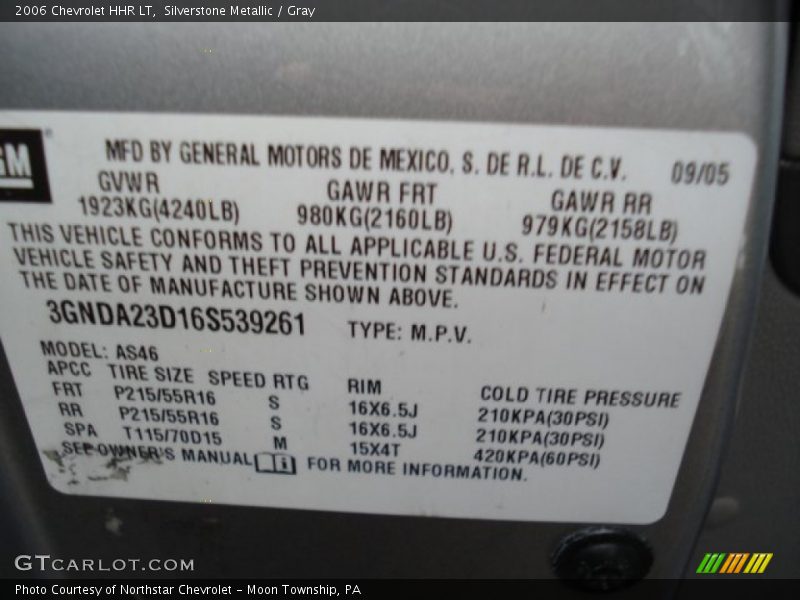 2006 Chevrolet HHR LT, Silverstone Metallic / Gray
GM
MFD BY GENERAL MOTORS DE MEXICO, S. DE R.L. DE C.V. 09/05
GVWR GAWR FRT GAWR RR
1923KG(4240LB) 980KG(2160LB) 979KG(2158LB)
THIS VEHICLE CONFORMS TO ALL APPLICABLE U.S. FEDERAL MOTOR
VEHICLE SAFETY AND THEFT PREVENTION STANDARDS IN EFFECT ON
THE DATE OF MANUFACTURE SHOWN ABOVE.
3GNDA23D16S539261 TYPE: M.P.V.
MODEL: AS46
APCC TIRE SIZE SPEED RTG RIM COLD TIRE PRESSURE
FRT P215/55R16 S 16X6.5J 210KPA(30PSI)
RR P215/55R16 S 16X6.5J 210KPA(30PSI)
SPA T115/70D15 M 15X4T 420KPA(60PSI)
SEE OWNER'S MANUAL FOR MORE INFORMATION.
GTCARLOT.COM
Photo Courtesy of Northstar Chevrolet - Moon Township, PA